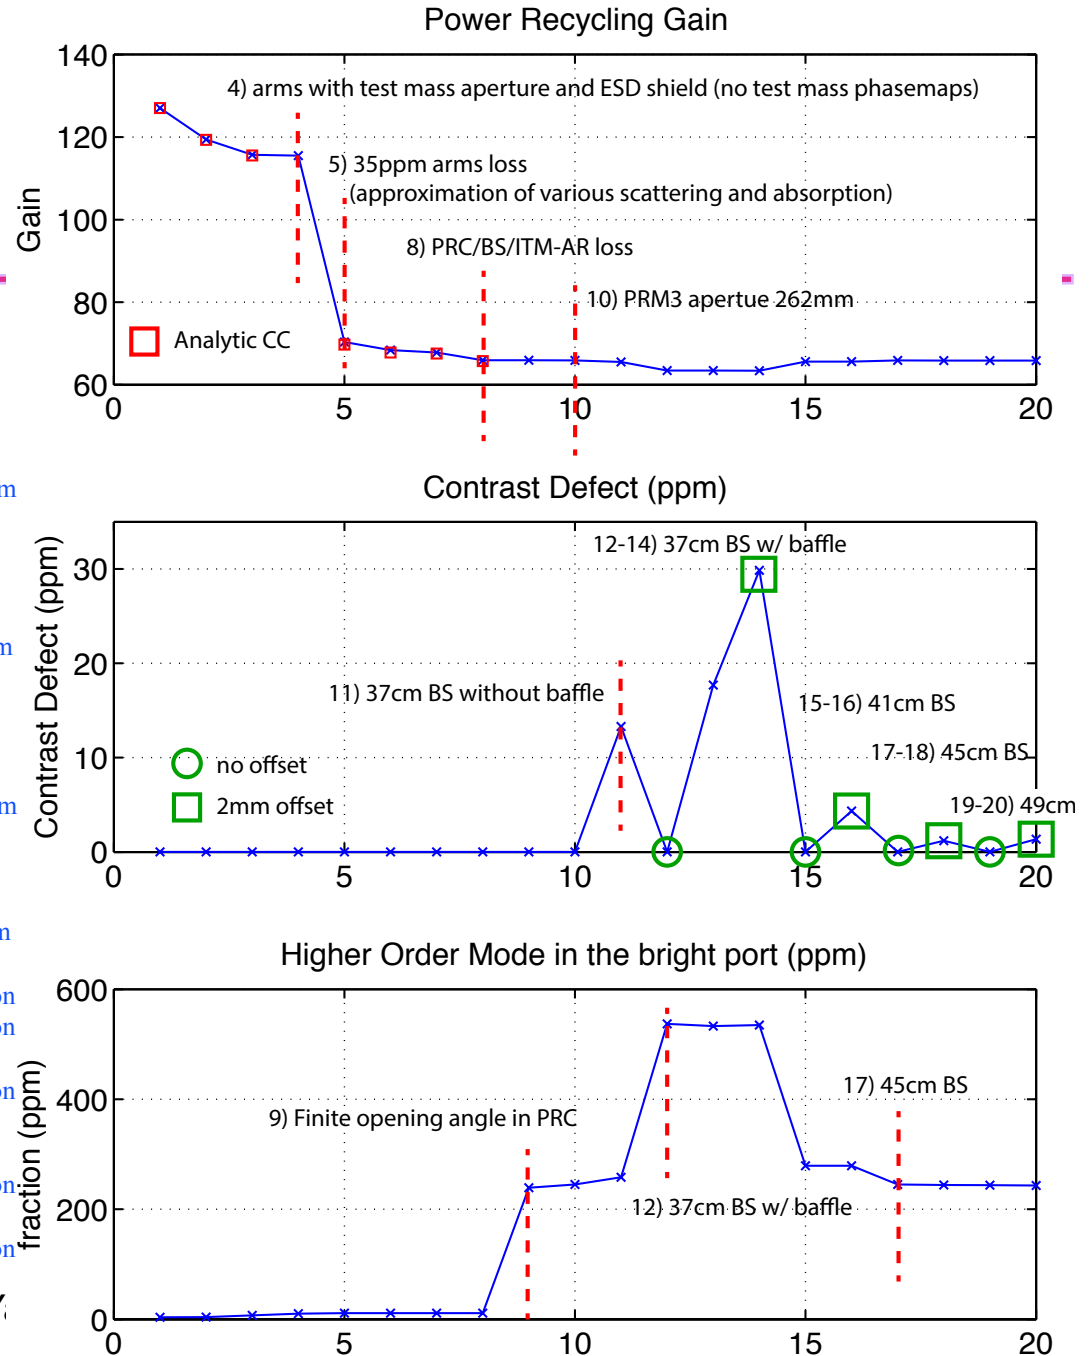 Power Recycling Gain
140
4) arms with test mass aperture and ESD shield (no test mass phasemaps)
120
5) 35ppm arms loss
(approximation of various scattering and absorption)
100
Gain
8) PRC/BS/ITM-AR loss
80
10) PRM3 apertue 262mm
Analytic CC
60
0 5 10 15 20
m
Contrast Defect (ppm)
12-14) 37cm BS w/ baffle
30
Contrast Defect (ppm)
m
20
11) 37cm BS without baffle
15-16) 41cm BS
17-18) 45cm BS
10
no offset
m
2mm offset
19-20) 49cm
0
0 5 10 15 20
m
Higher Order Mode in the bright port (ppm)
600
on
on
fraction (ppm)
17) 45cm BS
on
400
9) Finite opening angle in PRC
on
200
12) 37cm BS w/ baffle
on
0
0 5 10 15 20